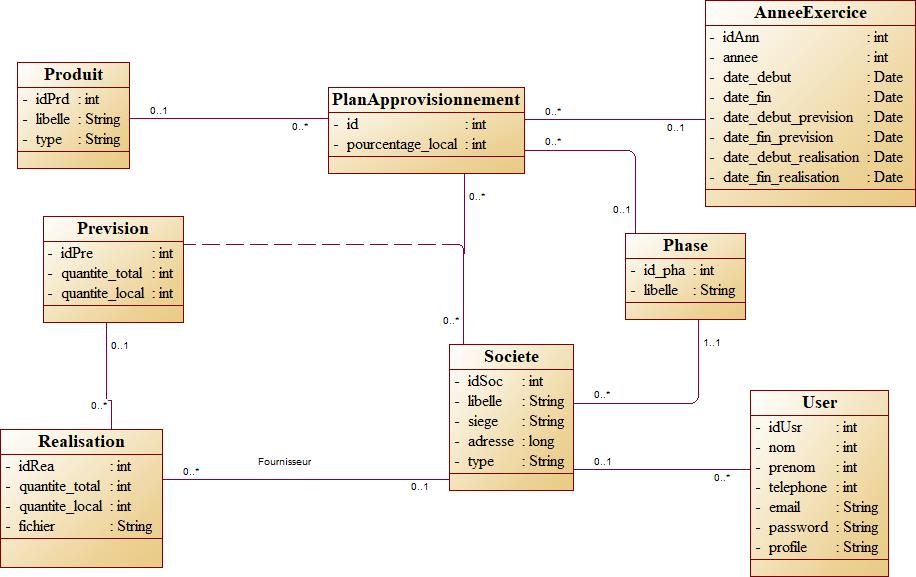 AnneeExercice
- idAnn : int
- annee : int
- date_debut : Date
- date_fin : Date
- date_debut_prevision : Date
- date_fin_prevision : Date
- date_debut_realisation : Date
- date_fin_realisation : Date
Produit
- idPrd : int
- libelle : String
- type : String
0..1
0..*
PlanApprovisionnement
- id : int
- pourcentage_local : int
0..*
0..1
0..*
0..1
0..*
0..*
Prevision
- idPre : int
- quantite_total : int
- quantite_local : int
Phase
- id_pha : int
- libelle : String
0..1
0..*
1..1
0..*
Societe
- idSoc : int
- libelle : String
- siege : String
- adresse : long
- type : String
Realisation
- idRea : int
- quantite_total : int
- quantite_local : int
- fichier : String
0..*
Fournisseur
0..1
0..1
0..*
User
- idUsr : int
- nom : int
- prenom : int
- telephone : int
- email : String
- password : String
- profile : String